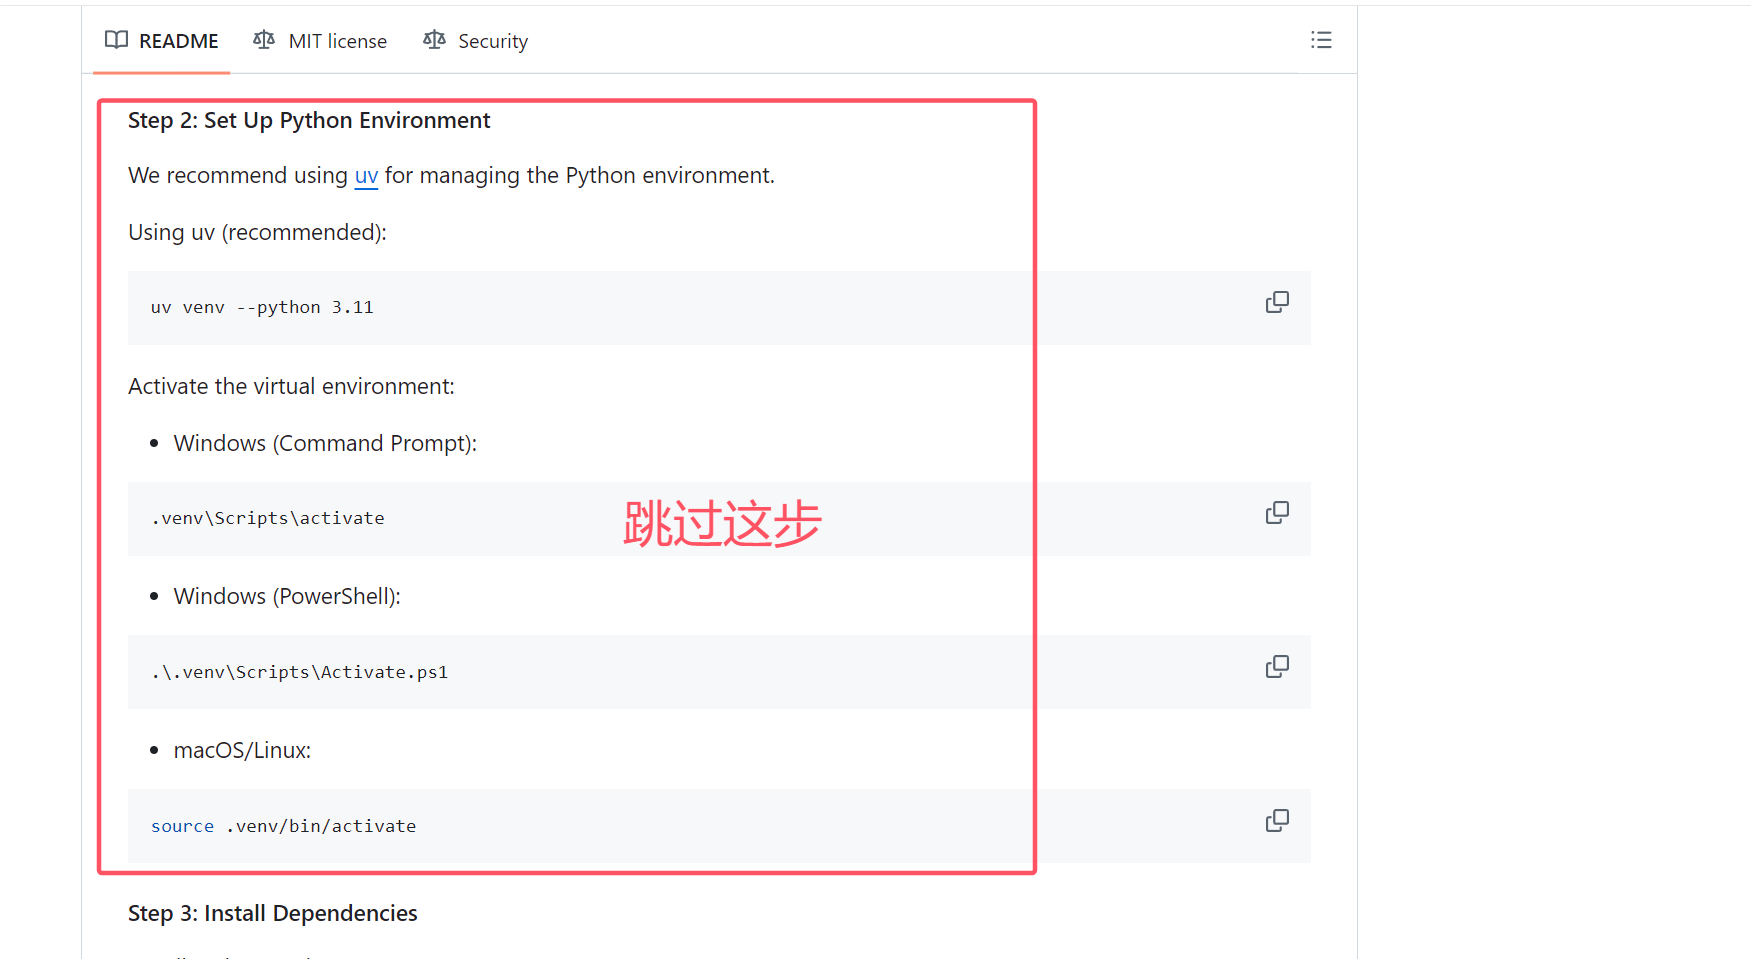 README MIT license Security
Step 2: Set Up Python Environment
We recommend using uv for managing the Python environment.
Using uv (recommended):
uv venv --python 3.11
Activate the virtual environment:
Windows (Command Prompt):
.venv\Scripts\activate
跳过这步
Windows (PowerShell):
.\.venv\Scripts\Activate.ps1
macOS/Linux:
source .venv/bin/activate
Step 3: Install Dependencies